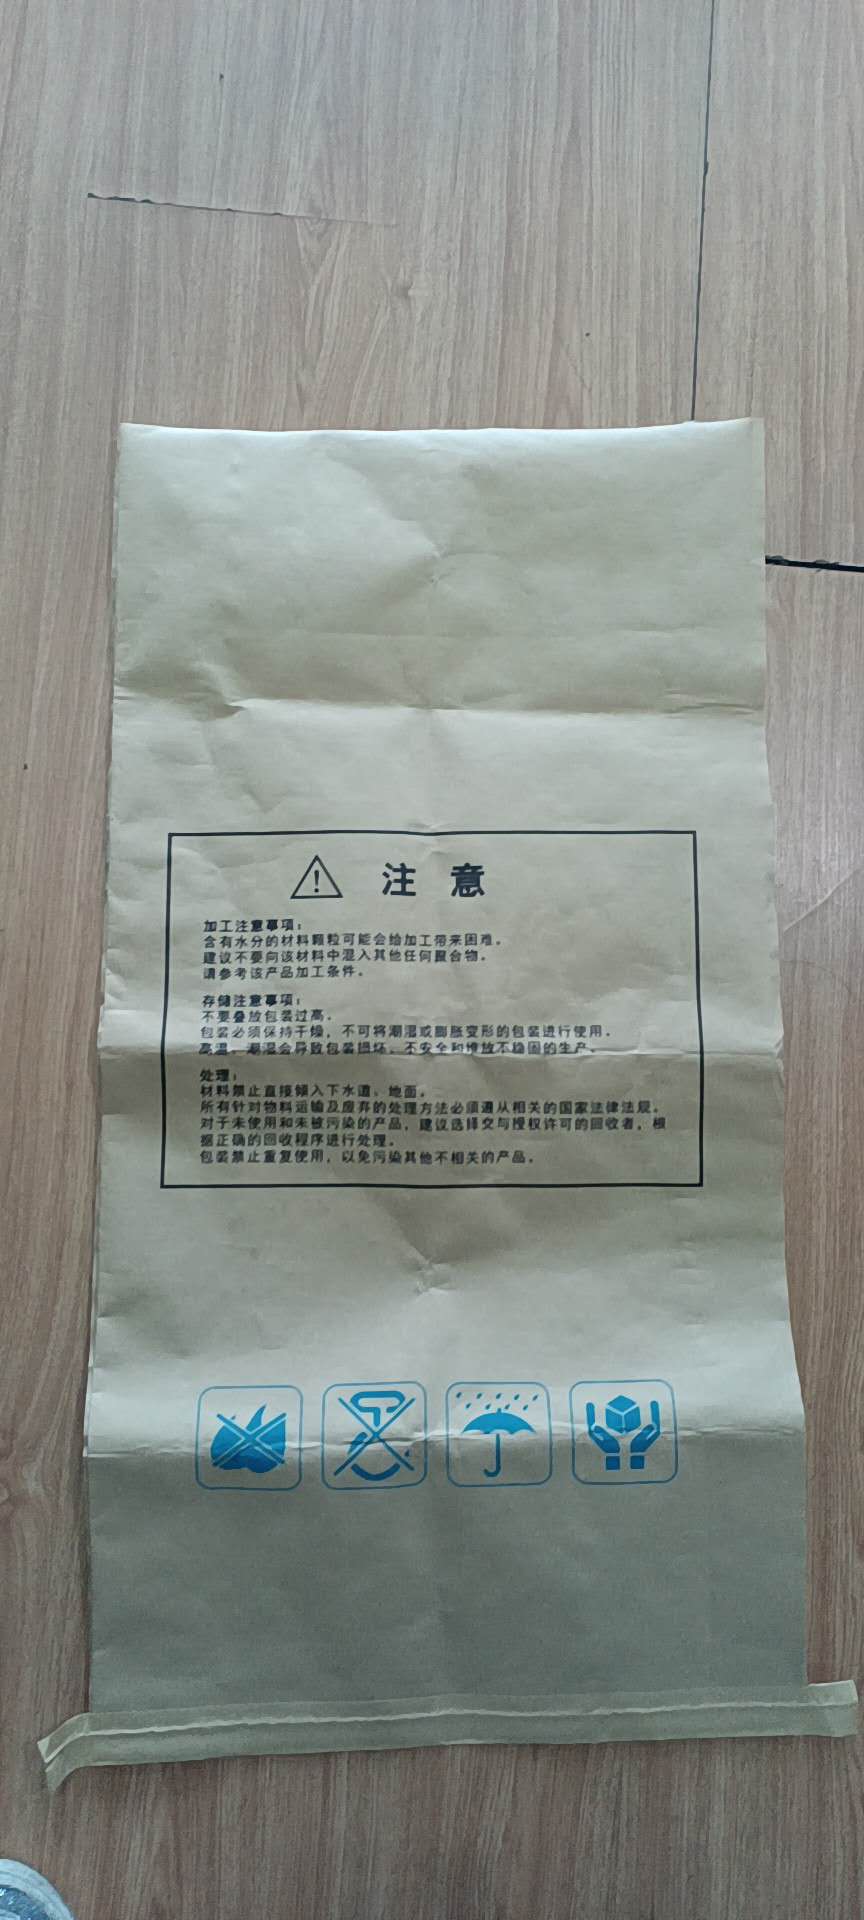 注意
加工注意事项：
含有水分的材料颗粒可能会给加工带来困难。
建议不要向该材料中混入其他任何聚合物。
请参考该产品加工条件。
存储注意事项：
不要叠放包装过高。
包装必须保持干燥，不可将潮湿或膨胀变形的包装进行使用。
高温、潮湿会导致包装损坏、不安全和堆放不稳固的生产。
处理：
材料禁止直接倾入下水道、地面。
所有针对物料运输及废弃的处理方法必须遵从相关的国家法律法规。
对于未使用和未被污染的产品，建议选择交与授权许可的回收者，根
据正确的回收程序进行处理。
包装禁止重复使用，以免污染其他不相关的产品。